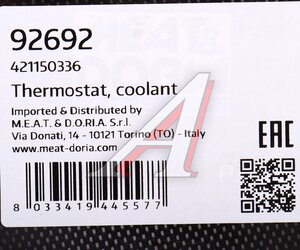 92692
421150336
Thermostat, coolant
Imported & Distributed by
M.E.A.T. & D.O.R.I.A. S.r.l.
Via Donati, 14 - 10121 Torino (TO) - Italy
www.meat-doria.com
EAC
8 033419 445577